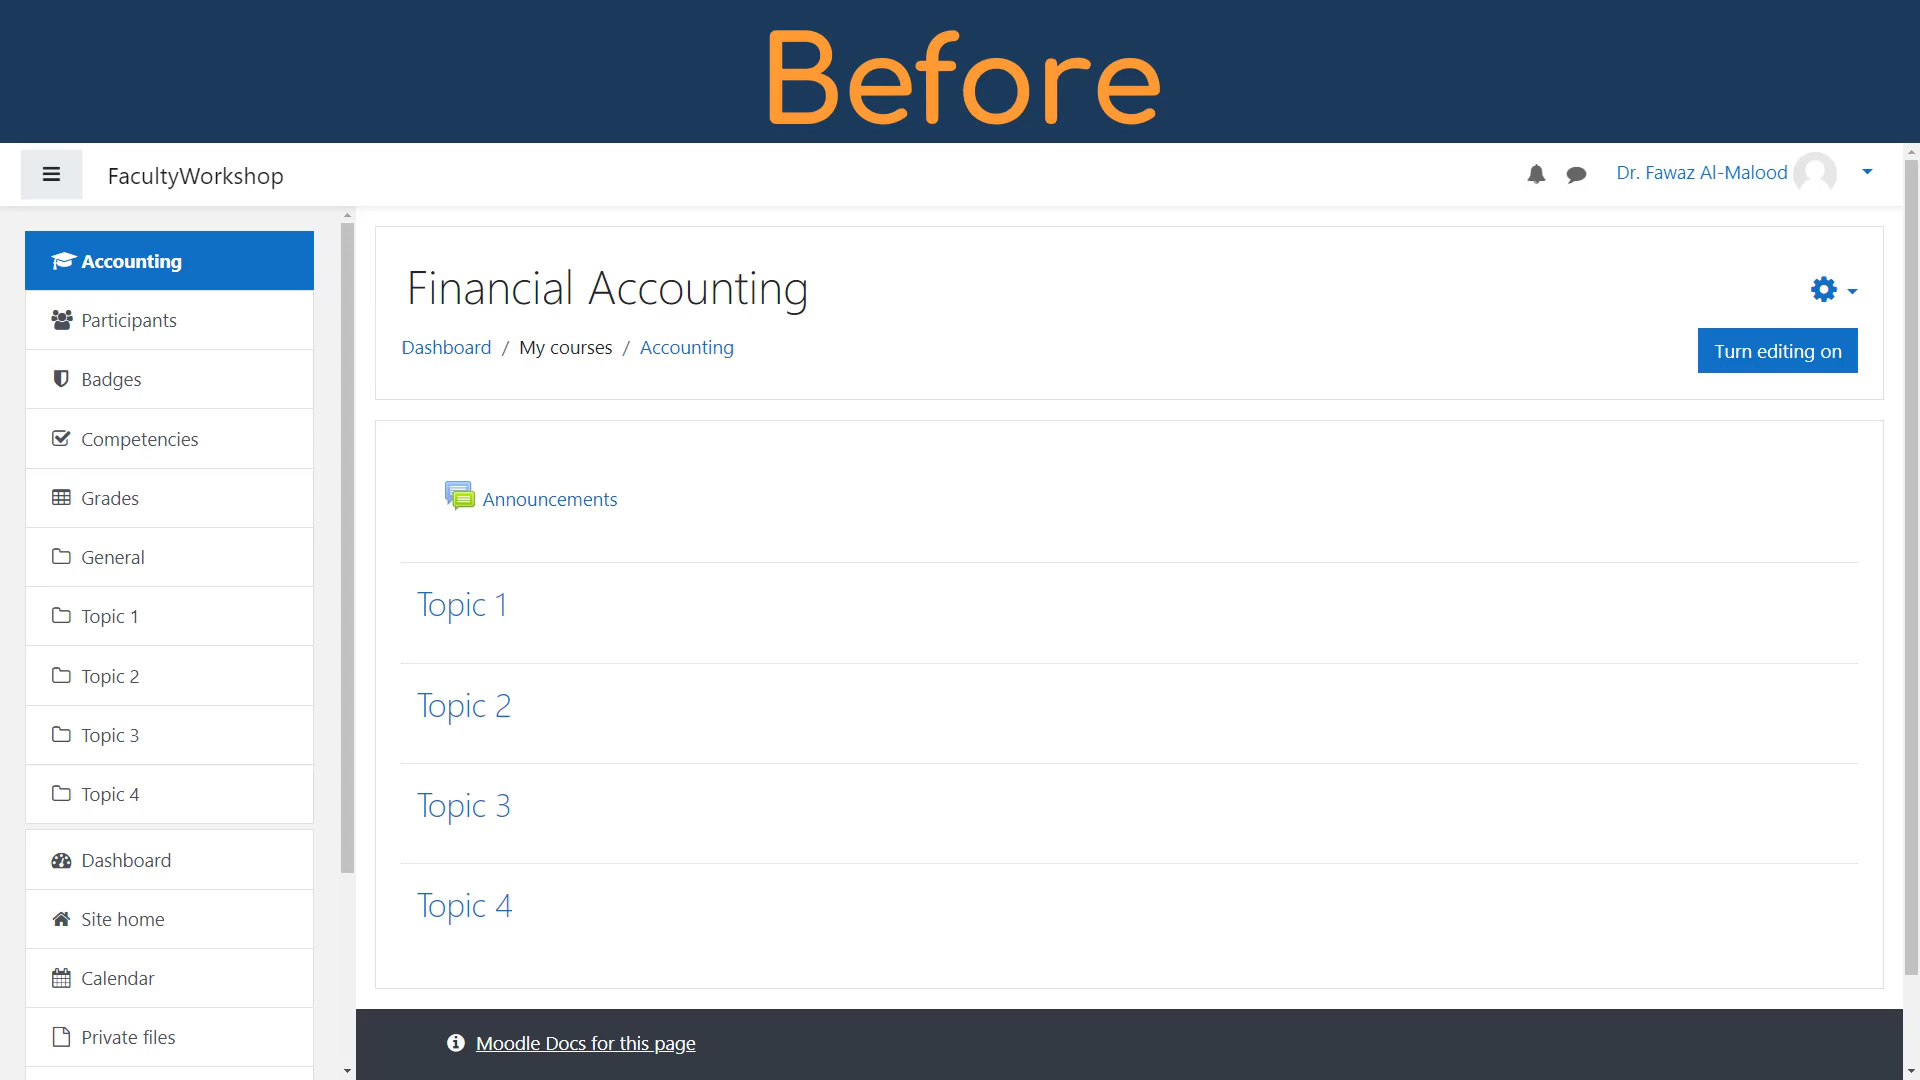 Before
FacultyWorkshop
Dr. Fawaz Al-Malood
Accounting
Participants
Badges
Competencies
Grades
General
Topic 1
Topic 2
Topic 3
Topic 4
Dashboard
Site home
Calendar
Private files
Financial Accounting
Dashboard / My courses / Accounting
Turn editing on
Announcements
Topic 1
Topic 2
Topic 3
Topic 4
Moodle Docs for this page